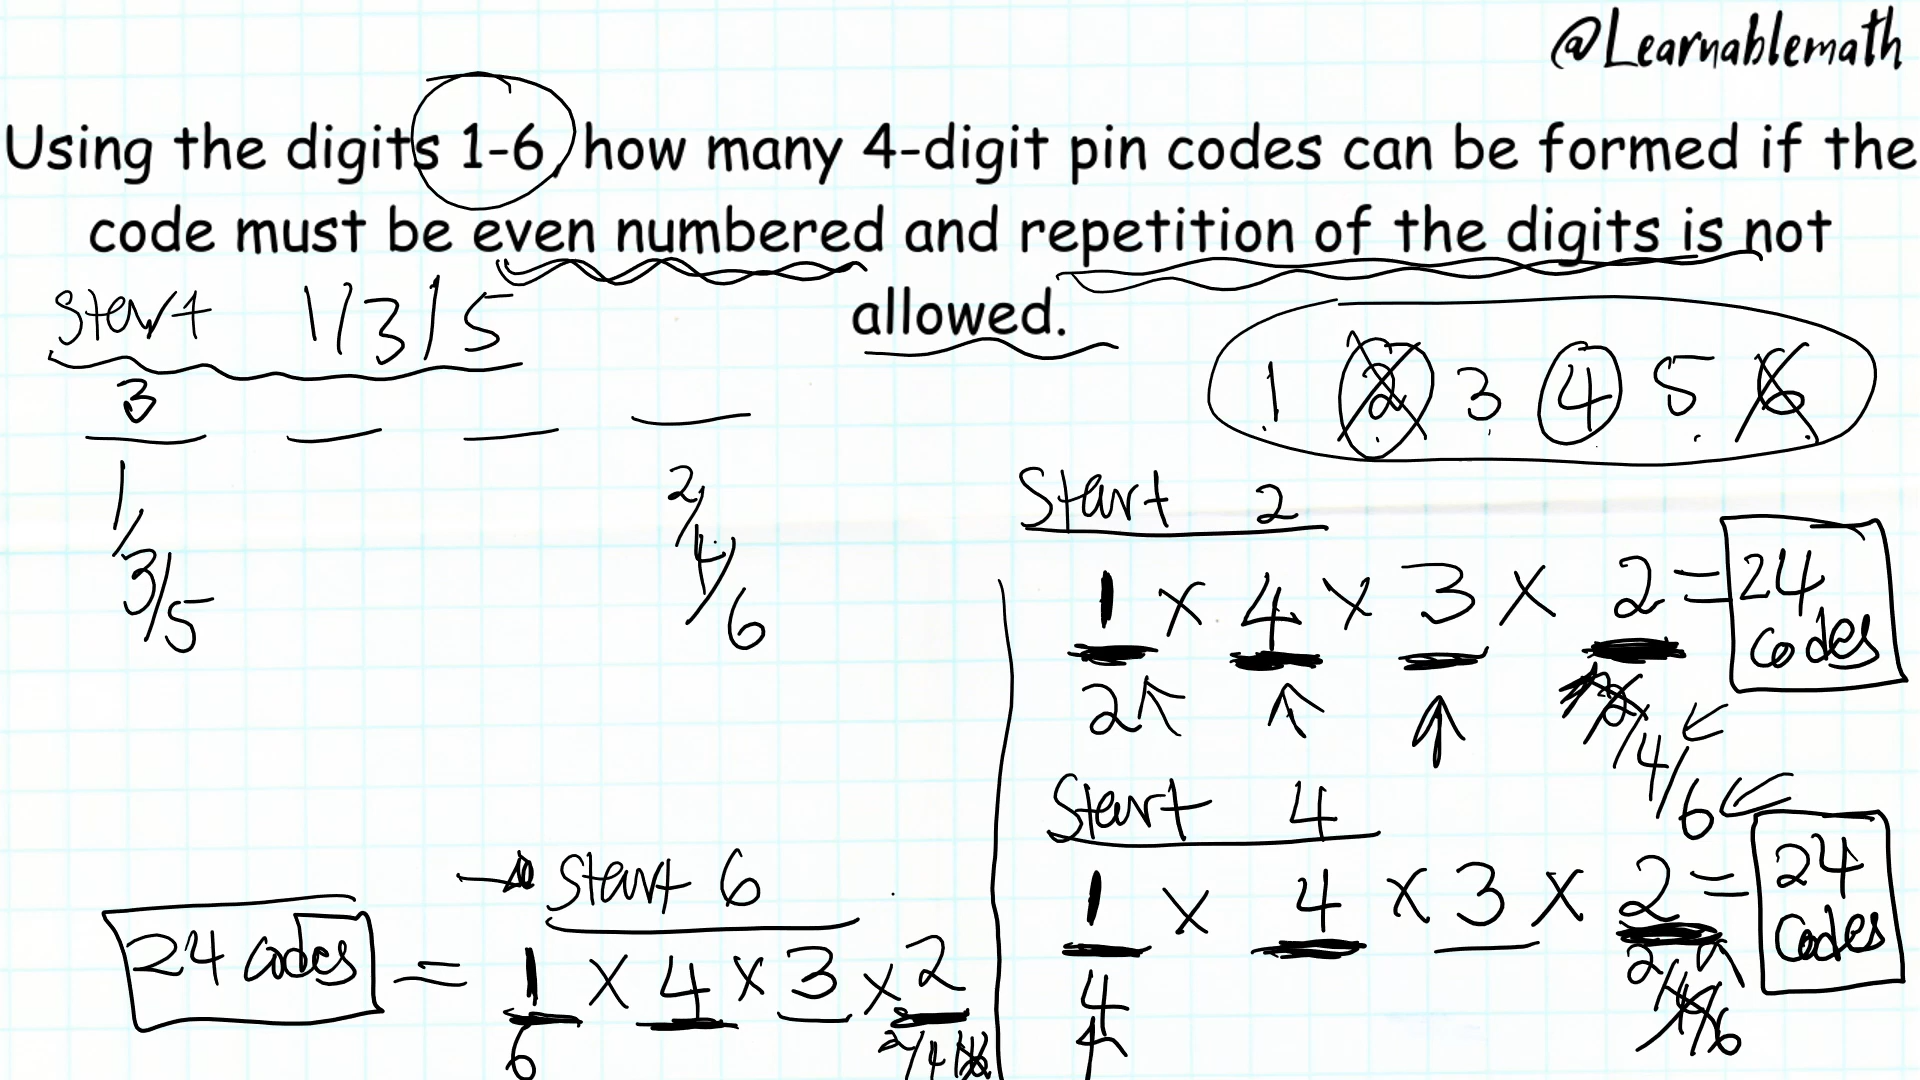 @Learnablemath
Using the digits 1-6, how many 4-digit pin codes can be formed if the
code must be even numbered and repetition of the digits is not
allowed.
Start 1/3/5
3
1/3/5
2/4/6
1 2 3 4 5 6
Start 2
1 × 4 × 3 × 2 = 24 codes
2
2/4/6
Start 4
1 × 4 × 3 × 2 = 24 codes
4
2/4/6
Start 6
24 codes = 1 × 4 × 3 × 2
6
2/4/6